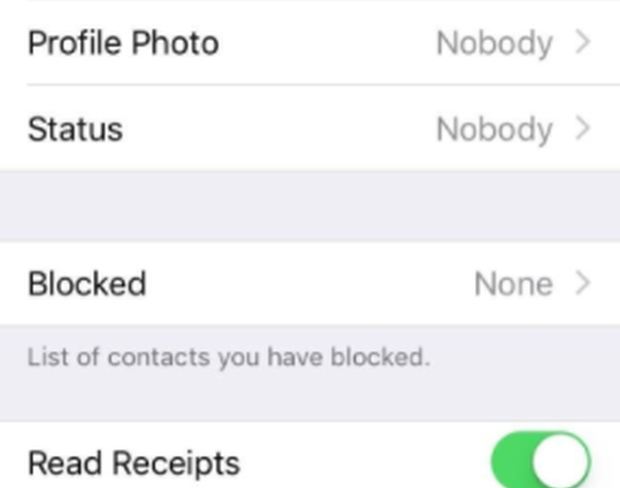 Profile Photo Nobody
Status Nobody
Blocked None
List of contacts you have blocked.
Read Receipts